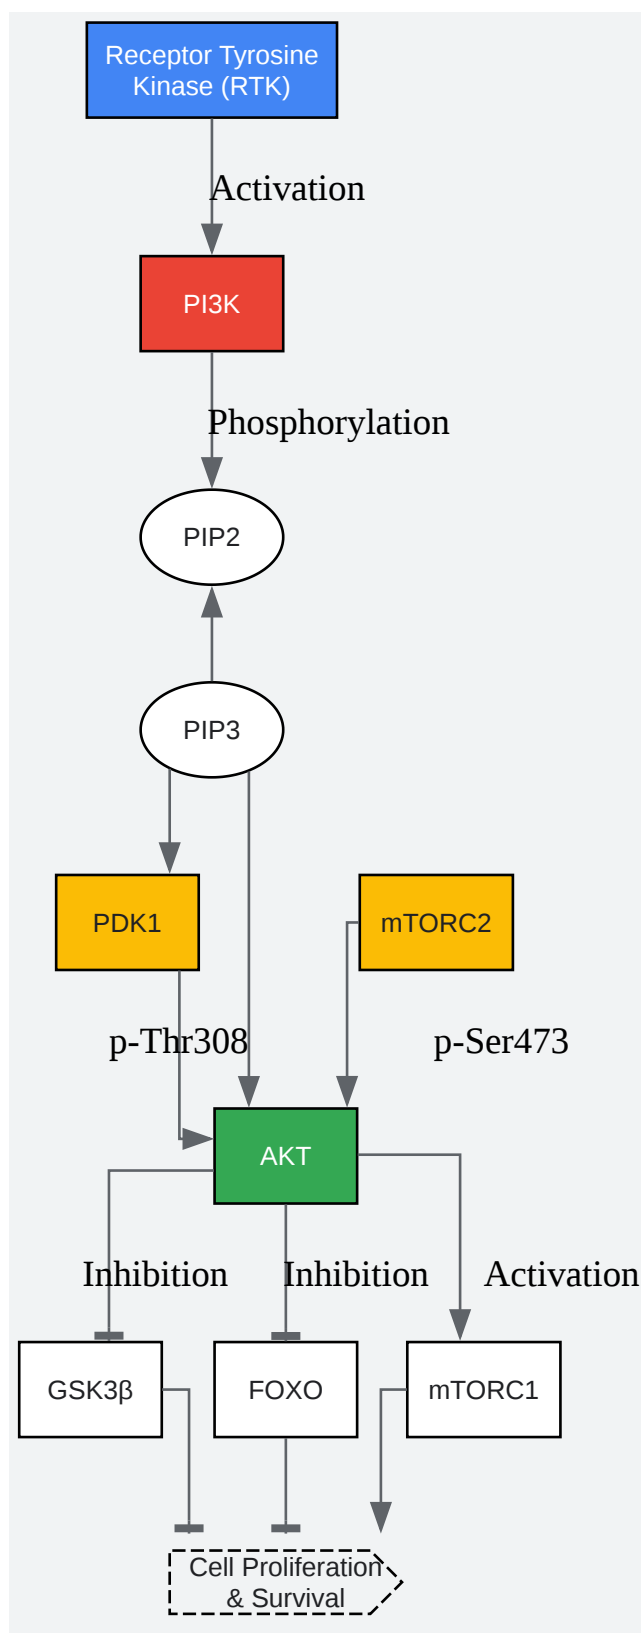 Receptor Tyrosine
Kinase (RTK)
Activation
PI3K
Phosphorylation
PIP2
PIP3
PDK1
mTORC2
p-Thr308
p-Ser473
AKT
Inhibition
Inhibition
Activation
GSK3β
FOXO
mTORC1
Cell Proliferation
& Survival